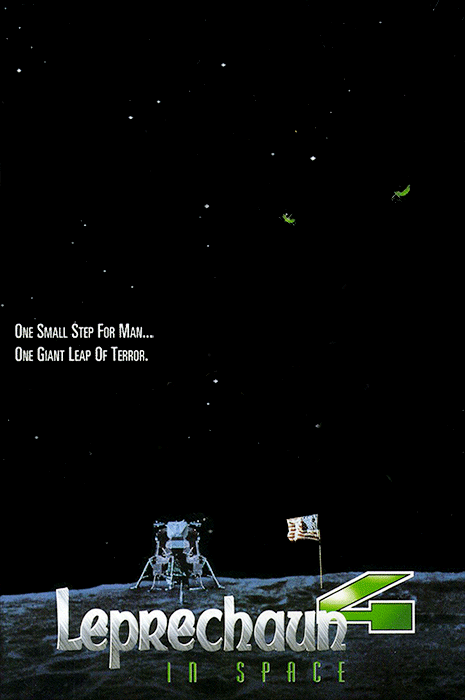 One Small Step For Man...
One Giant Leap Of Terror.
Leprechaun 4
IN SPACE